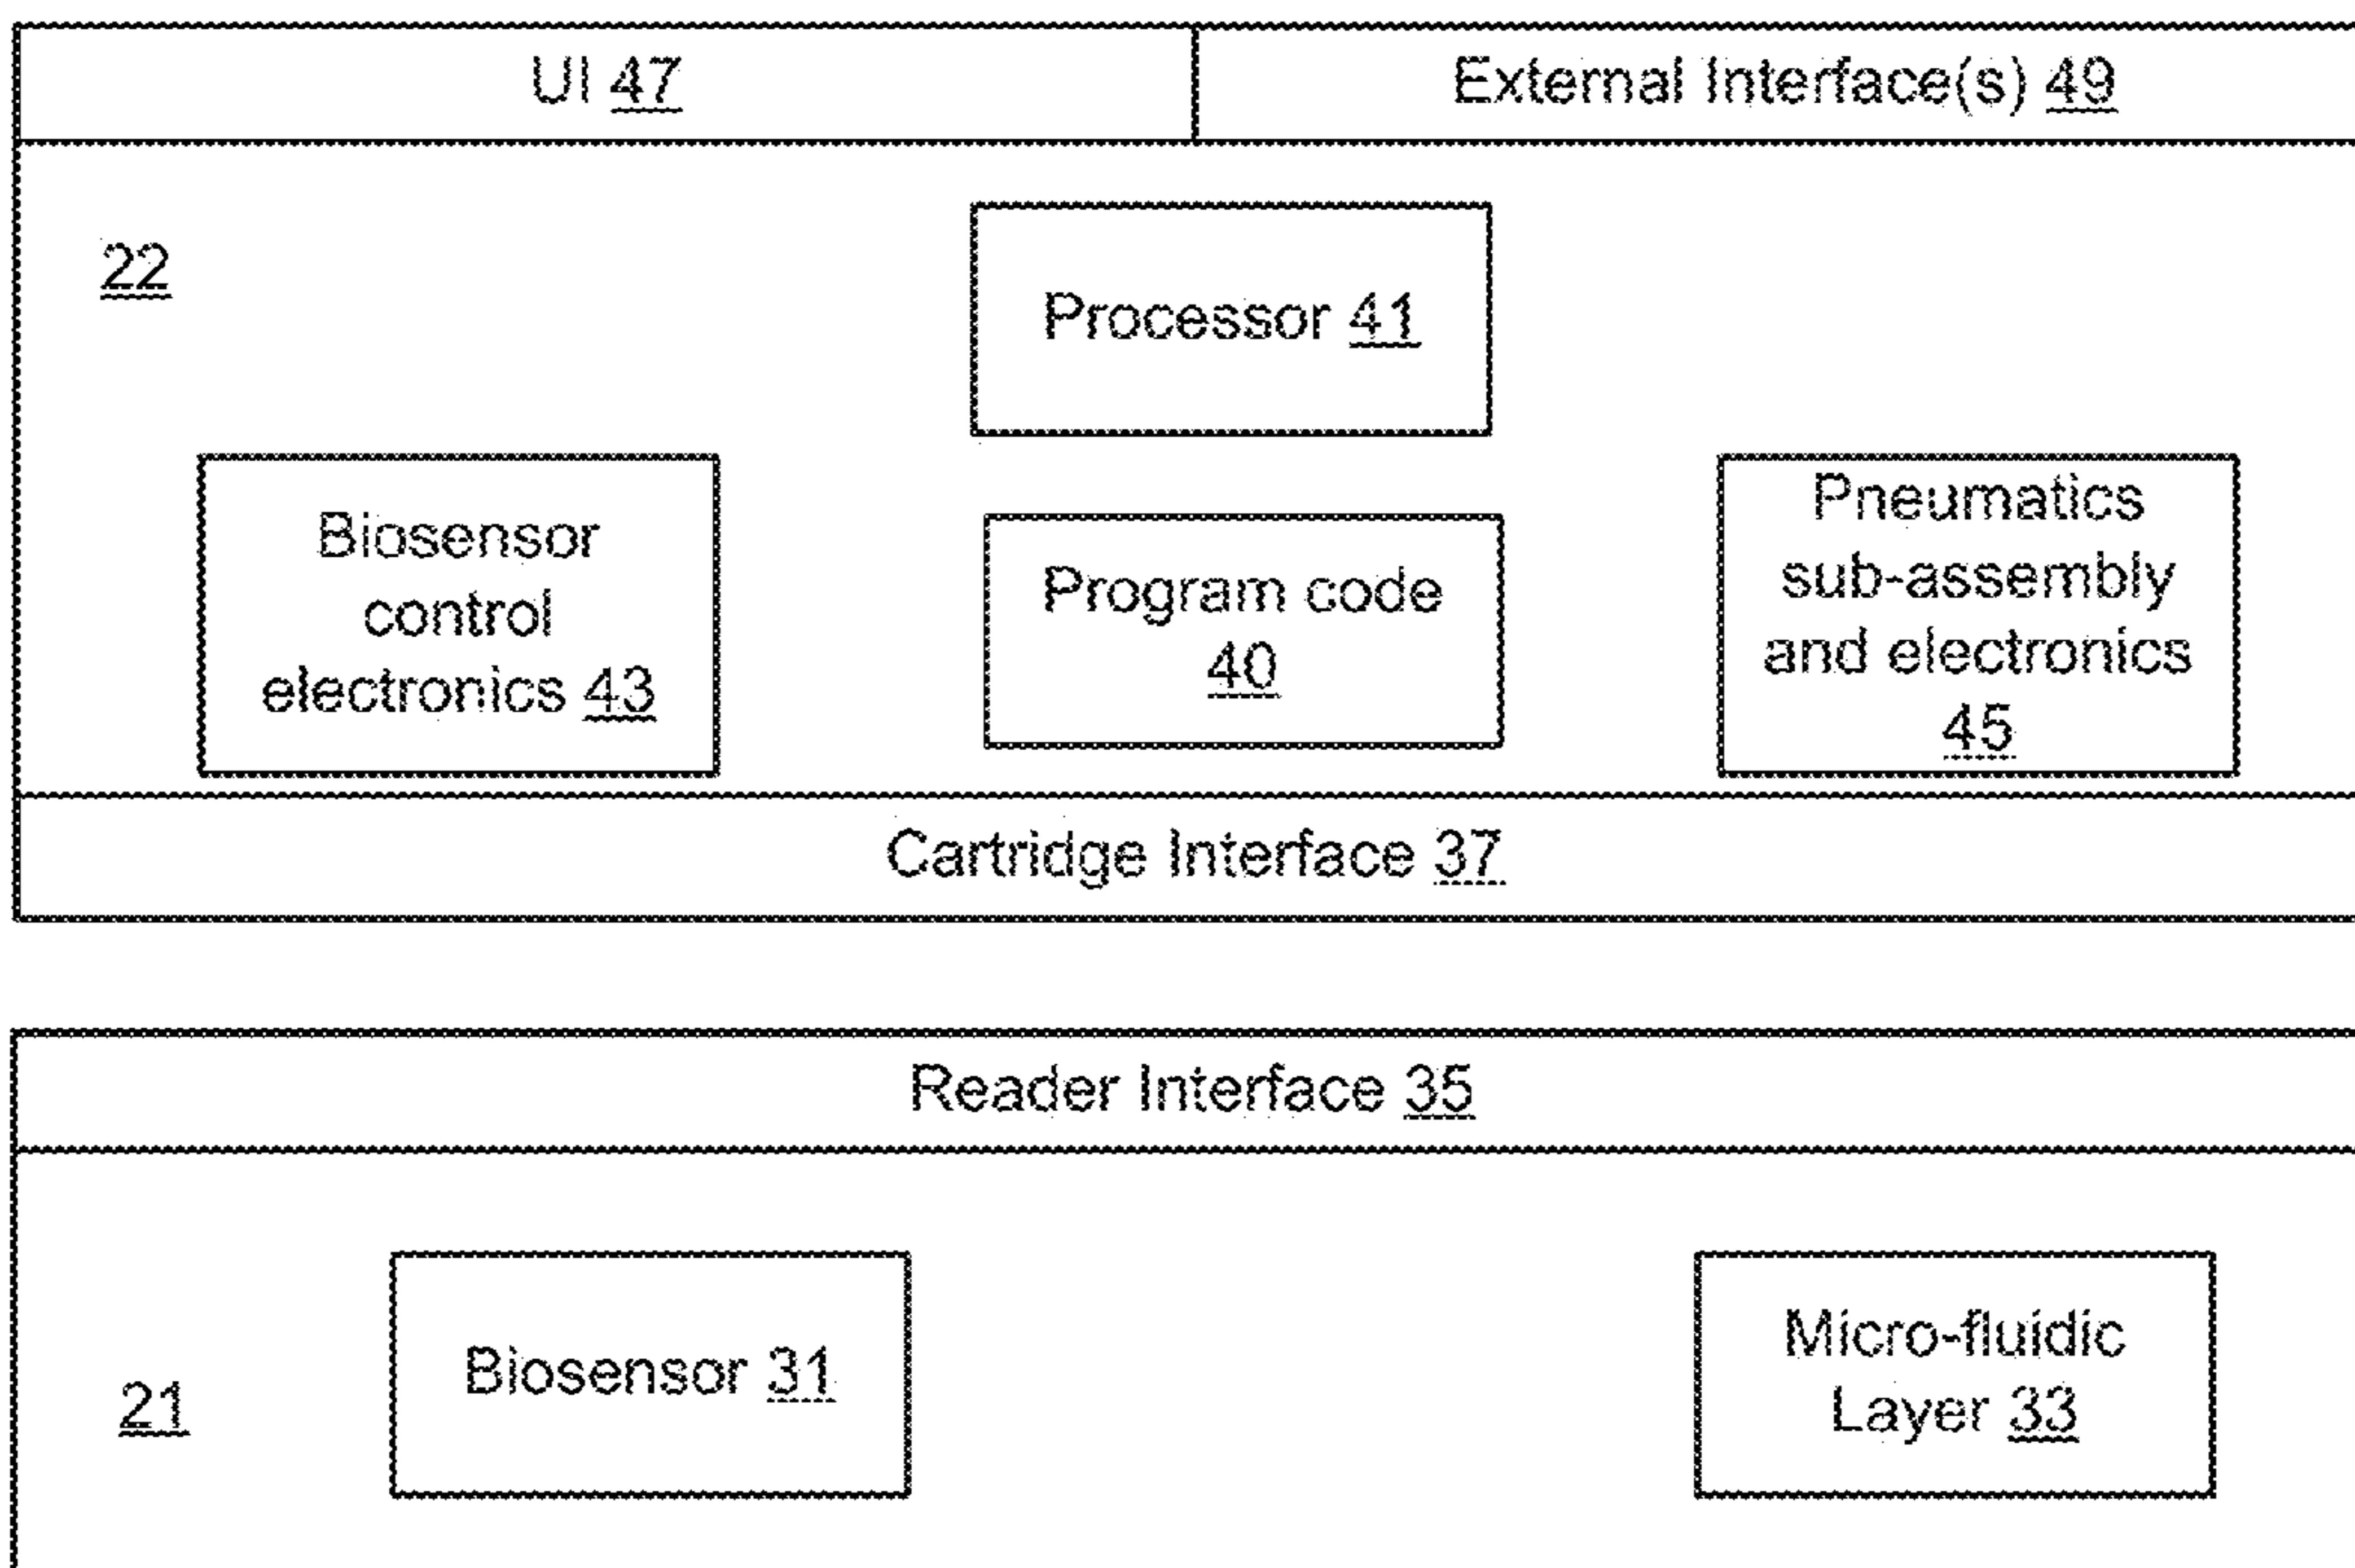 UI 47
External Interface(s) 49
22
Processor 41
Biosensor
control
electronics 43
Program code
40
Pneumatics
sub-assembly
and electronics
45
Cartridge Interface 37
Reader Interface 35
21
Biosensor 31
Micro-fluidic
Layer 33